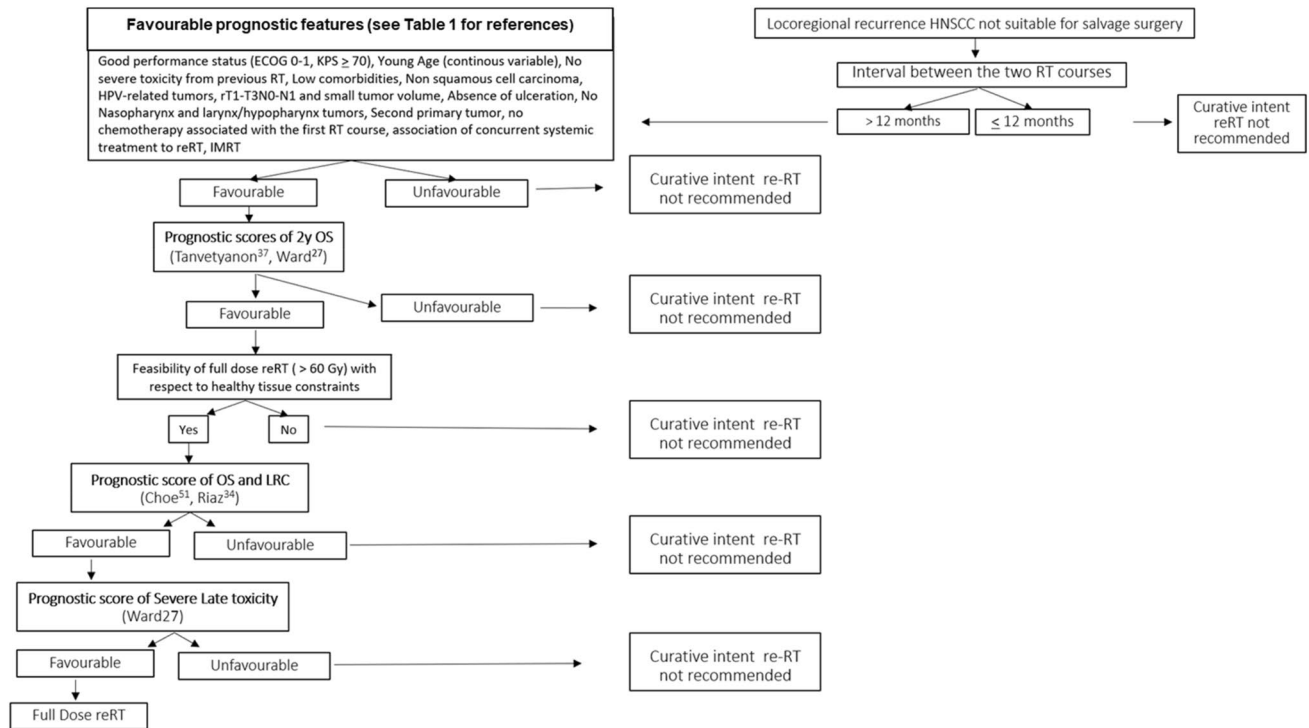 Favourable prognostic features (see Table 1 for references)
Good performance status (ECOG 0-1, KPS ≥ 70), Young Age (continous variable), No
severe toxicity from previous RT, Low comorbidities, Non squamous cell carcinoma,
HPV-related tumors, rT1-T3N0-N1 and small tumor volume, Absence of ulceration, No
Nasopharynx and larynx/hypopharynx tumors, Second primary tumor, no
chemotherapy associated with the first RT course, association of concurrent systemic
treatment to reRT, IMRT
Locoregional recurrence HNSCC not suitable for salvage surgery
Interval between the two RT courses
> 12 months
≤ 12 months
Curative intent
reRT not
recommended
Favourable
Unfavourable
Curative intent re-RT
not recommended
Prognostic scores of 2y OS
(Tanvetyanon37, Ward27)
Favourable
Unfavourable
Curative intent re-RT
not recommended
Feasibility of full dose reRT ( > 60 Gy) with
respect to healthy tissue constraints
Yes
No
Curative intent re-RT
not recommended
Prognostic score of OS and LRC
(Choe51, Riaz34)
Favourable
Unfavourable
Curative intent re-RT
not recommended
Prognostic score of Severe Late toxicity
(Ward27)
Favourable
Unfavourable
Curative intent re-RT
not recommended
Full Dose reRT